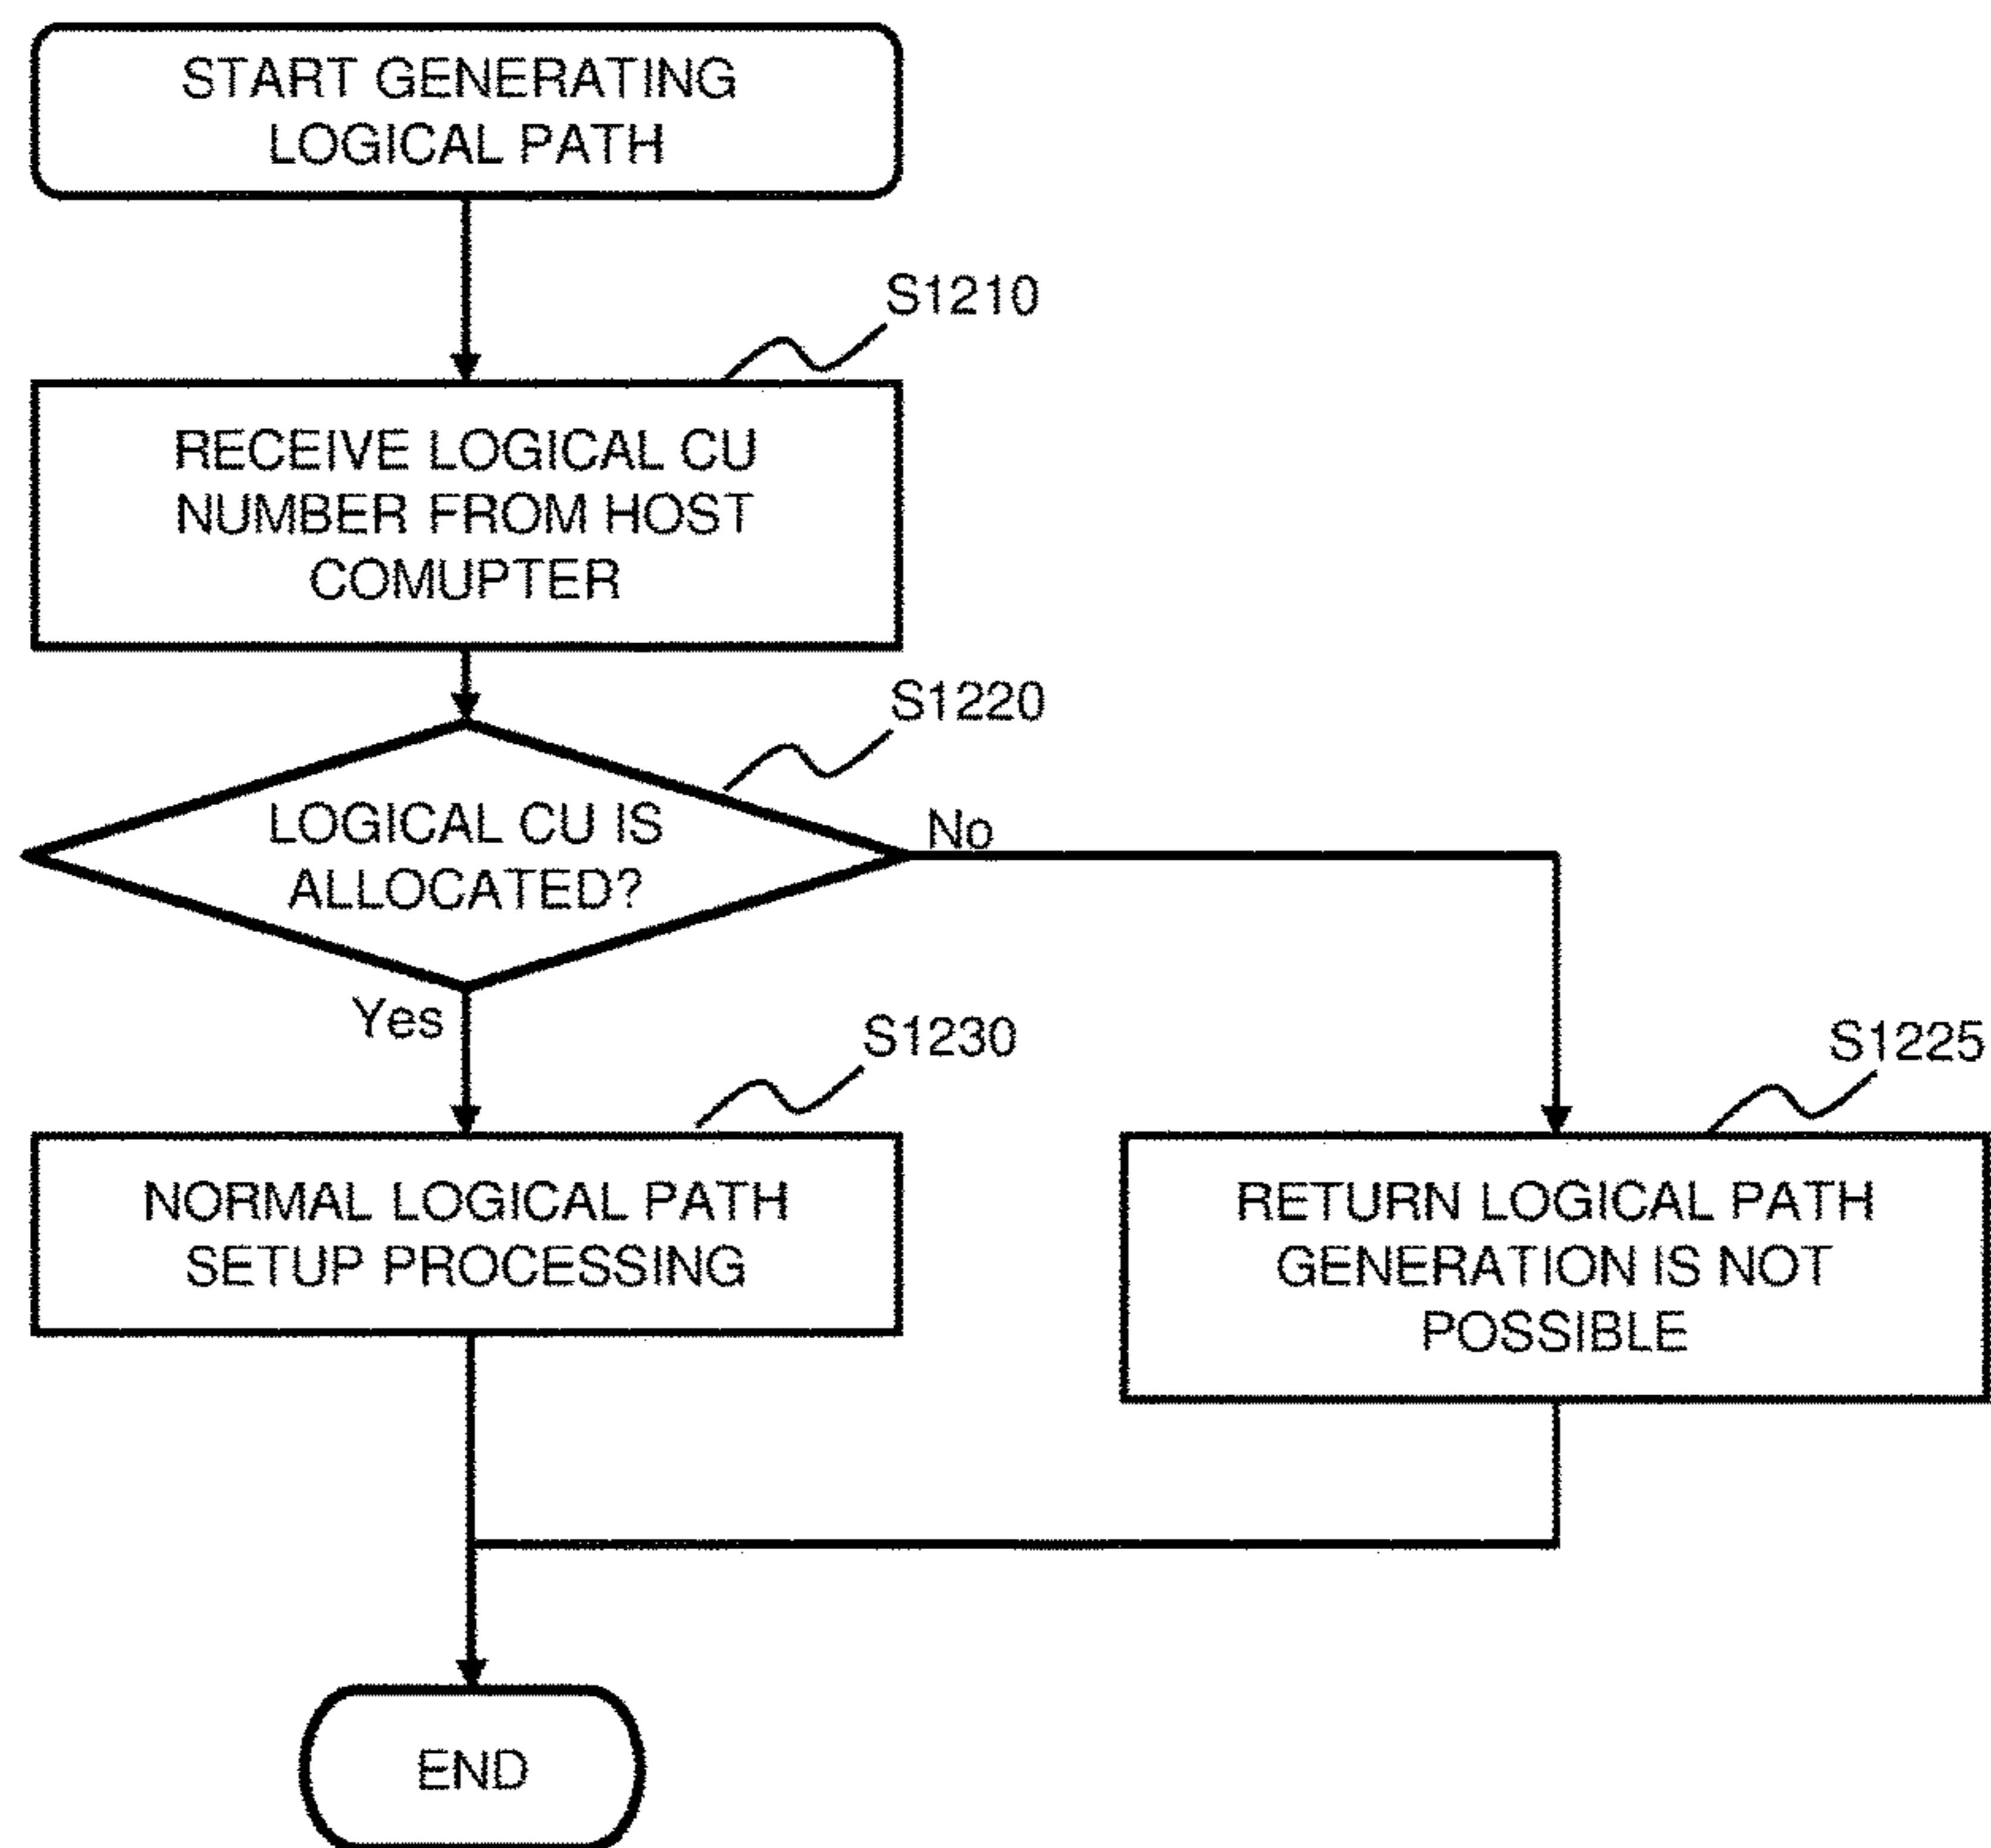 START GENERATING
LOGICAL PATH
S1210
RECEIVE LOGICAL CU
NUMBER FROM HOST
COMUPTER
S1220
LOGICAL CU IS
ALLOCATED?
No
Yes
S1230
NORMAL LOGICAL PATH
SETUP PROCESSING
S1225
RETURN LOGICAL PATH
GENERATION IS NOT
POSSIBLE
END